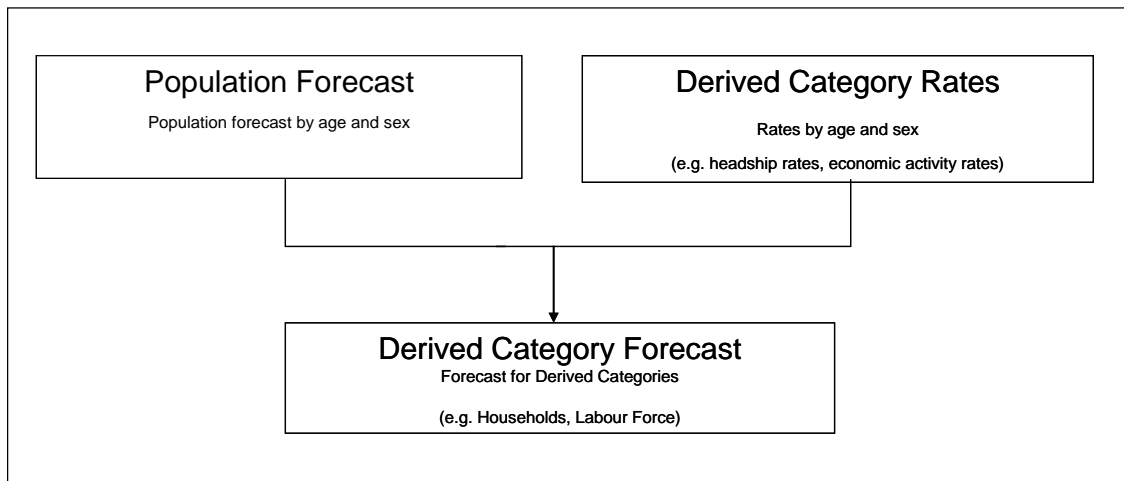 Population Forecast
Population forecast by age and sex
Derived Category Rates
Rates by age and sex
(e.g. headship rates, economic activity rates)
Derived Category Forecast
Forecast for Derived Categories
(e.g. Households, Labour Force)